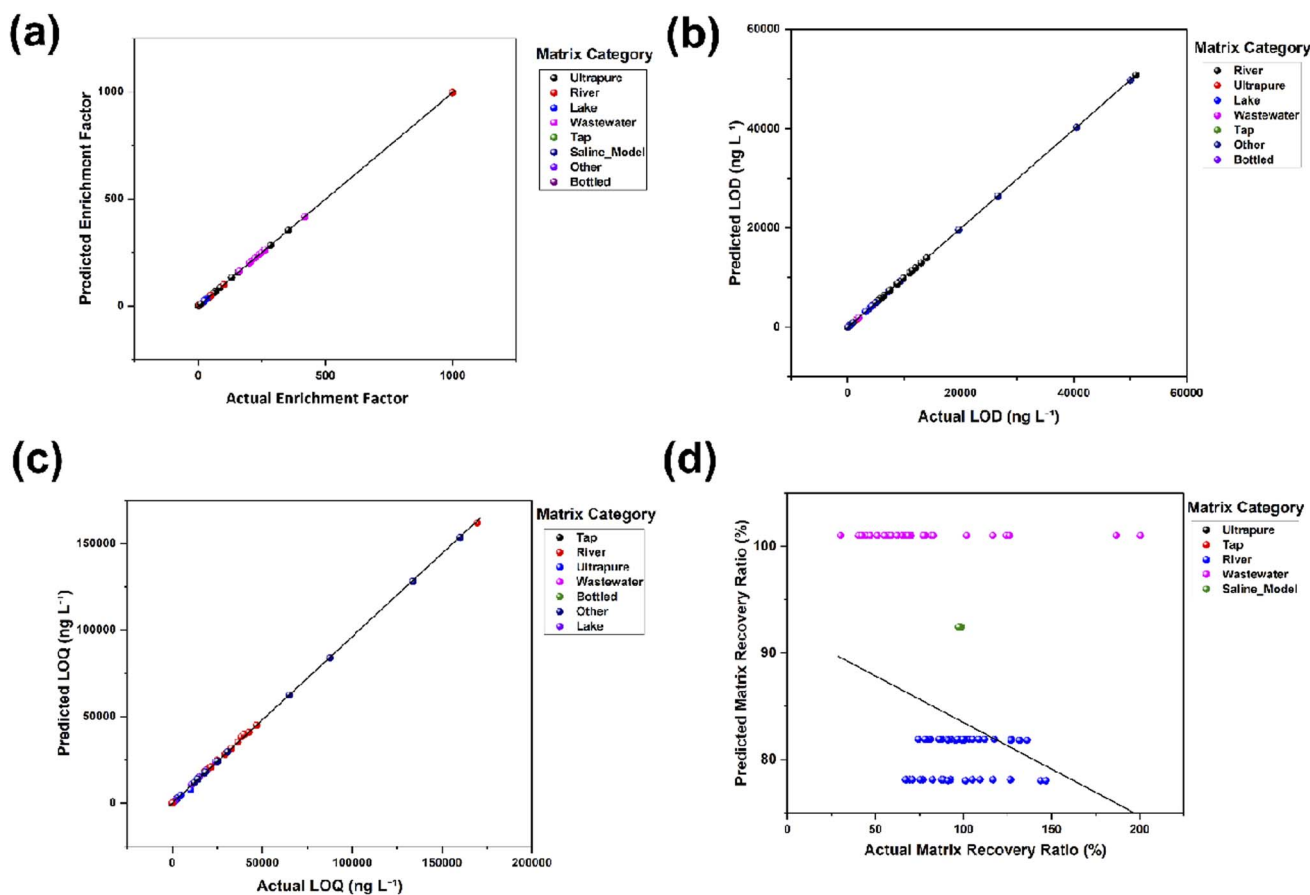 (a)
Matrix Category
Ultrapure
River
Lake
Wastewater
Tap
Saline_Model
Other
Bottled
Predicted Enrichment Factor
1000
500
0
0
500
1000
Actual Enrichment Factor
(b)
Matrix Category
River
Ultrapure
Lake
Wastewater
Tap
Other
Bottled
Predicted LOD (ng L⁻¹)
60000
40000
20000
0
0
20000
40000
60000
Actual LOD (ng L⁻¹)
(c)
Matrix Category
Tap
River
Ultrapure
Wastewater
Bottled
Other
Lake
Predicted LOQ (ng L⁻¹)
150000
100000
50000
0
0
50000
100000
150000
200000
Actual LOQ (ng L⁻¹)
(d)
Matrix Category
Ultrapure
Tap
River
Wastewater
Saline_Model
Predicted Matrix Recovery Ratio (%)
100
90
80
0
50
100
150
200
Actual Matrix Recovery Ratio (%)